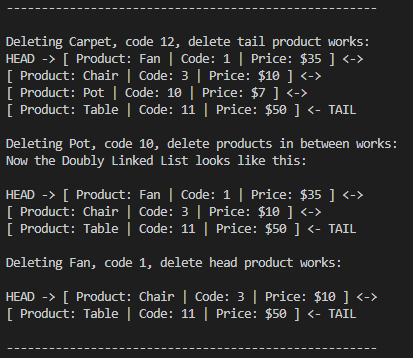 -----------------------------------------------------
Deleting Carpet, code 12, delete tail product works:
HEAD -> [ Product: Fan | Code: 1 | Price: $35 ] <->
[ Product: Chair | Code: 3 | Price: $10 ] <->
[ Product: Pot | Code: 10 | Price: $7 ] <->
[ Product: Table | Code: 11 | Price: $50 ] <- TAIL
Deleting Pot, code 10, delete products in between works:
Now the Doubly Linked List looks like this:
HEAD -> [ Product: Fan | Code: 1 | Price: $35 ] <->
[ Product: Chair | Code: 3 | Price: $10 ] <->
[ Product: Table | Code: 11 | Price: $50 ] <- TAIL
Deleting Fan, code 1, delete head product works:
HEAD -> [ Product: Chair | Code: 3 | Price: $10 ] <->
[ Product: Table | Code: 11 | Price: $50 ] <- TAIL
-----------------------------------------------------